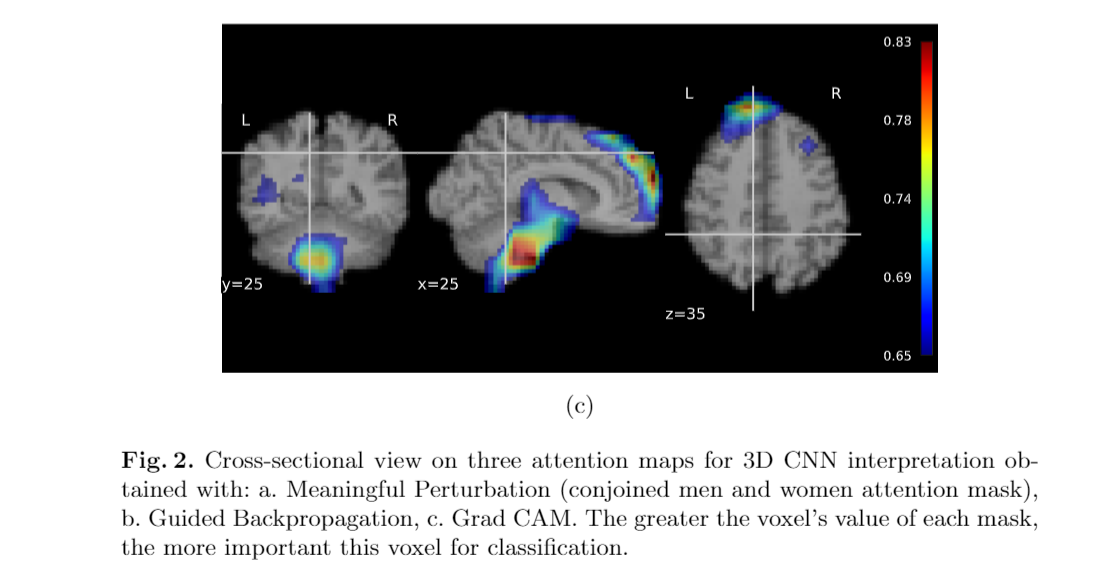 0.83
L
R
L
R
0.78
0.74
0.69
y=25
x=25
z=35
0.65
(c)
Fig. 2. Cross-sectional view on three attention maps for 3D CNN interpretation ob-
tained with: a. Meaningful Perturbation (conjoined men and women attention mask),
b. Guided Backpropagation, c. Grad CAM. The greater the voxel's value of each mask,
the more important this voxel for classification.